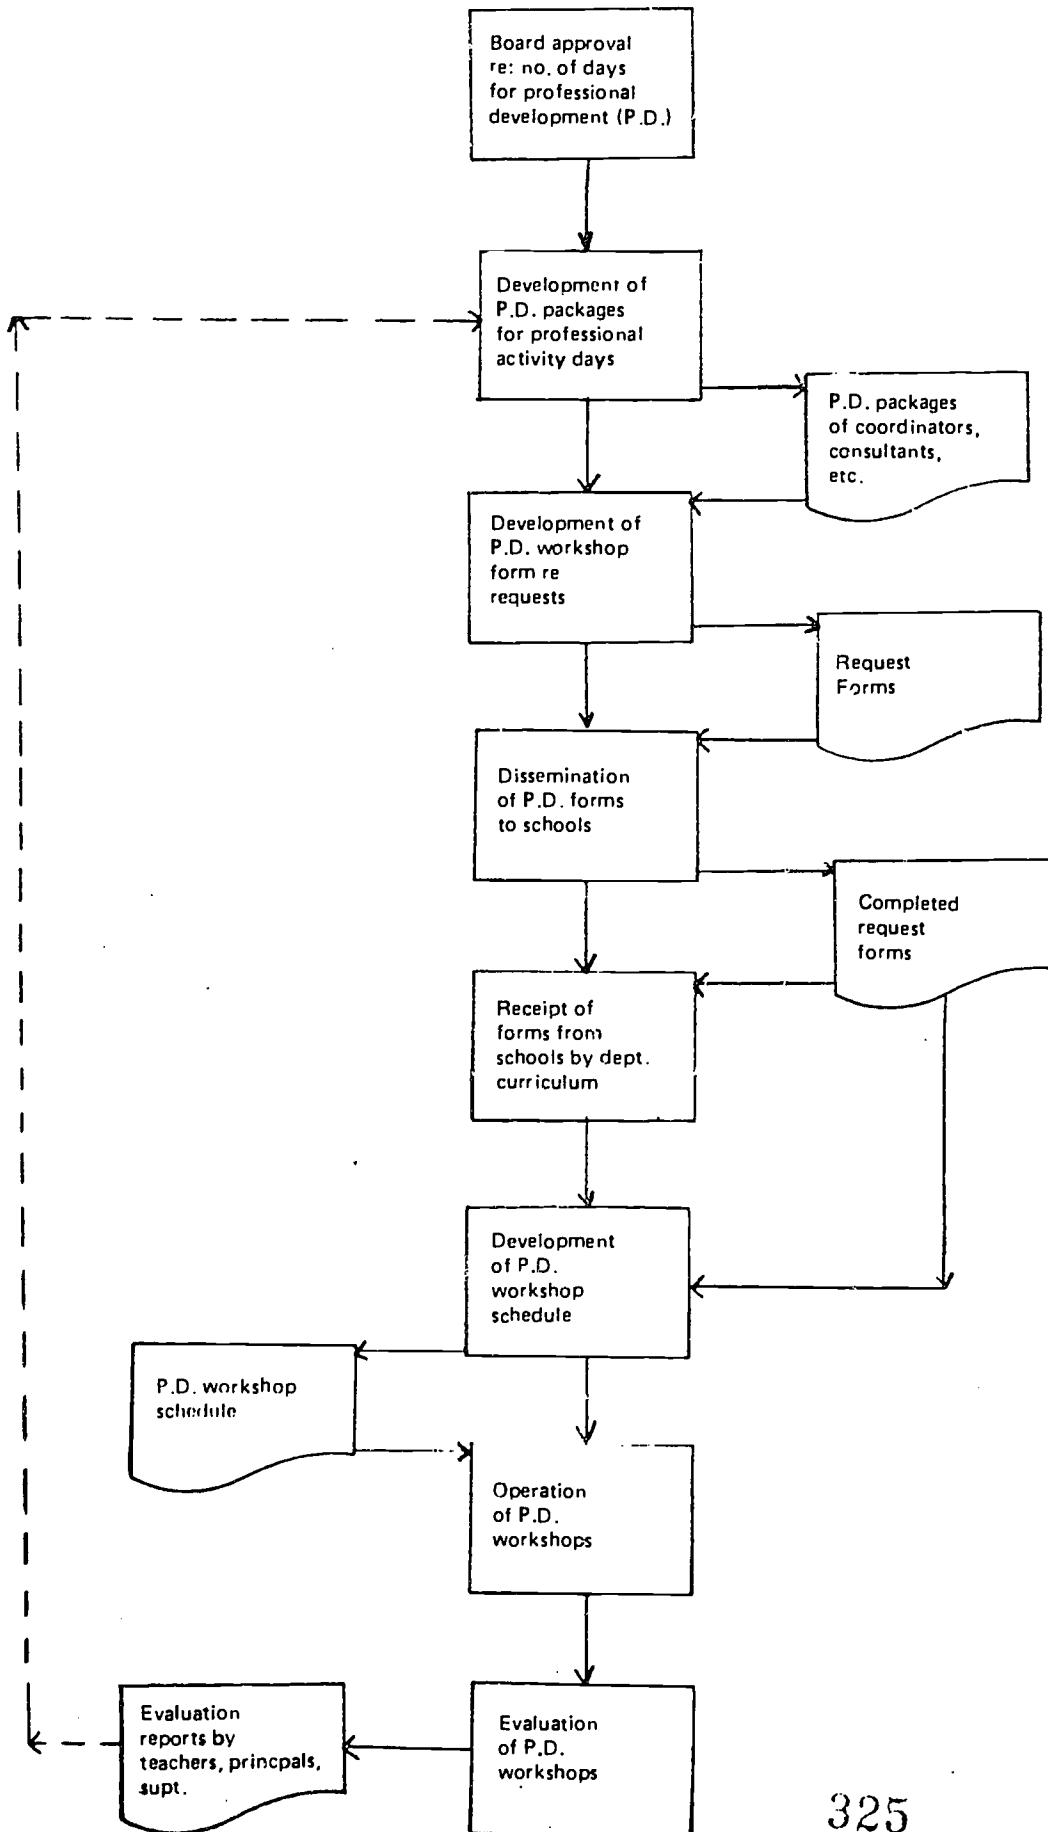 Board approval
re: no. of days
for professional
development (P.D.)
Development of
P.D. packages
for professional
activity days
P.D. packages
of coordinators,
consultants,
etc.
Development of
P.D. workshop
form re
requests
Request
Forms
Dissemination
of P.D. forms
to schools
Completed
request
forms
Receipt of
forms from
schools by dept.
curriculum
Development
of P.D.
workshop
schedule
P.D. workshop
schedule
Operation
of P.D.
workshops
Evaluation
reports by
teachers, princpals,
supt.
Evaluation
of P.D.
workshops
325